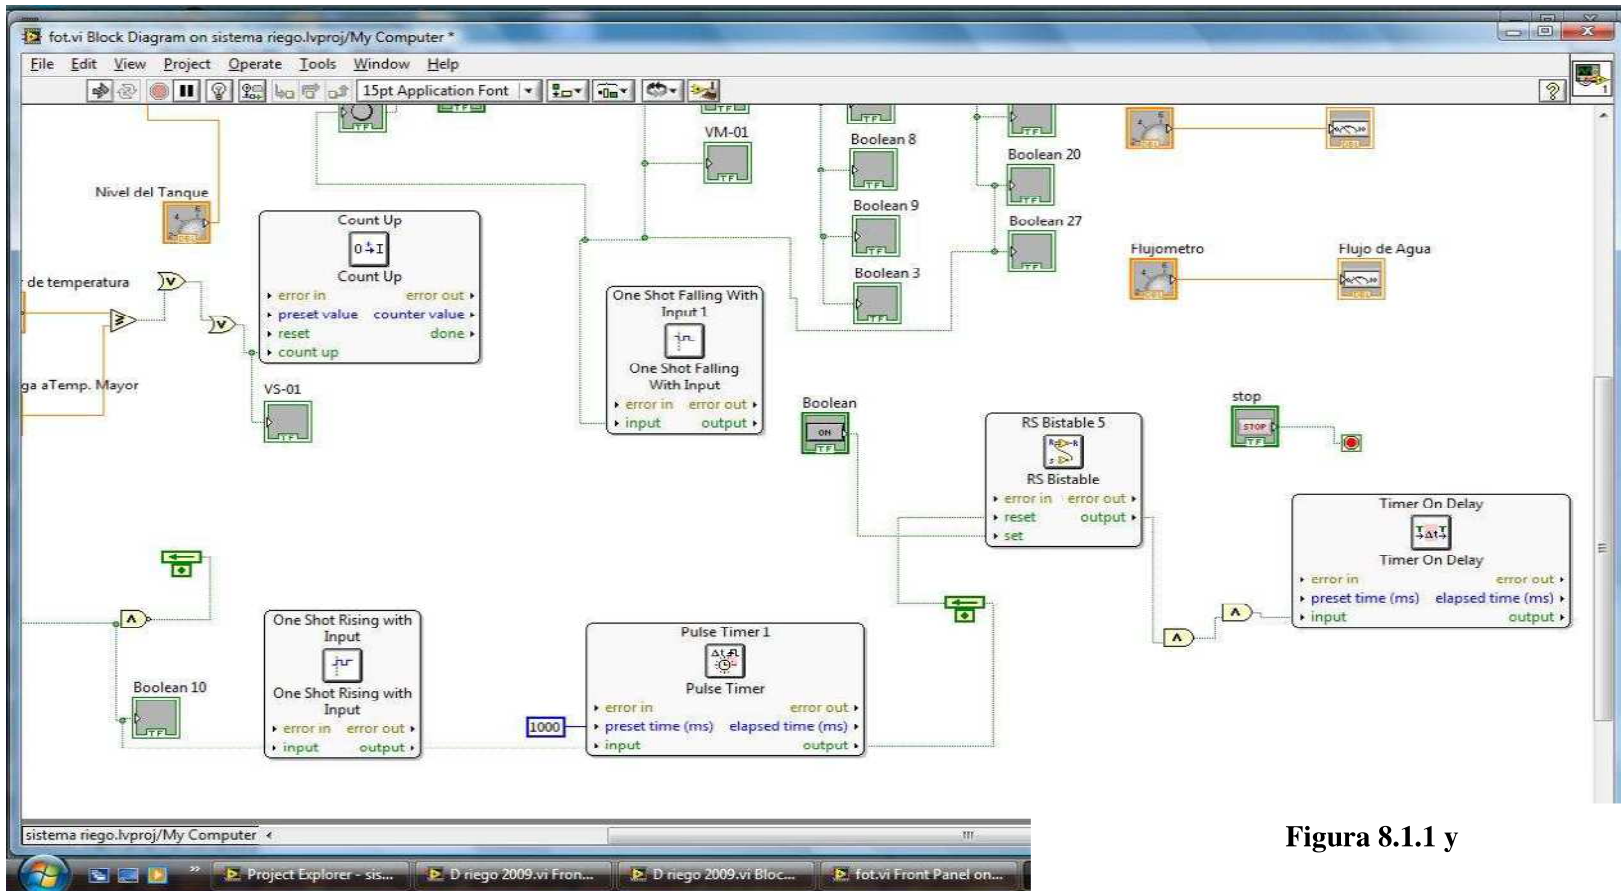 fot.vi Block Diagram on sistema riego.lvproj/My Computer *
File Edit View Project Operate Tools Window Help
15pt Application Font
VM-01
Boolean 8
Boolean 20
Nivel del Tanque
Boolean 9
Boolean 27
Count Up
Count Up
error in error out
preset value counter value
reset done
count up
Flujometro
Flujo de Agua
Boolean 3
de temperatura
One Shot Falling With
Input 1
One Shot Falling
With Input
error in error out
input output
ga aTemp. Mayor
VS-01
Boolean
ON
TF
RS Bistable 5
RS Bistable
error in error out
reset output
set
stop
STOP
TF
Timer On Delay
Timer On Delay
error in error out
preset time (ms) elapsed time (ms)
input output
One Shot Rising with
Input
One Shot Rising with
Input
error in error out
input output
Boolean 10
Pulse Timer 1
Pulse Timer
error in error out
1000
preset time (ms) elapsed time (ms)
input output
sistema riego.lvproj/My Computer
Figura 8.1.1 y
Project Explorer - sis...
D riego 2009.vi Fron...
D riego 2009.vi Bloc...
fot.vi Front Panel on...